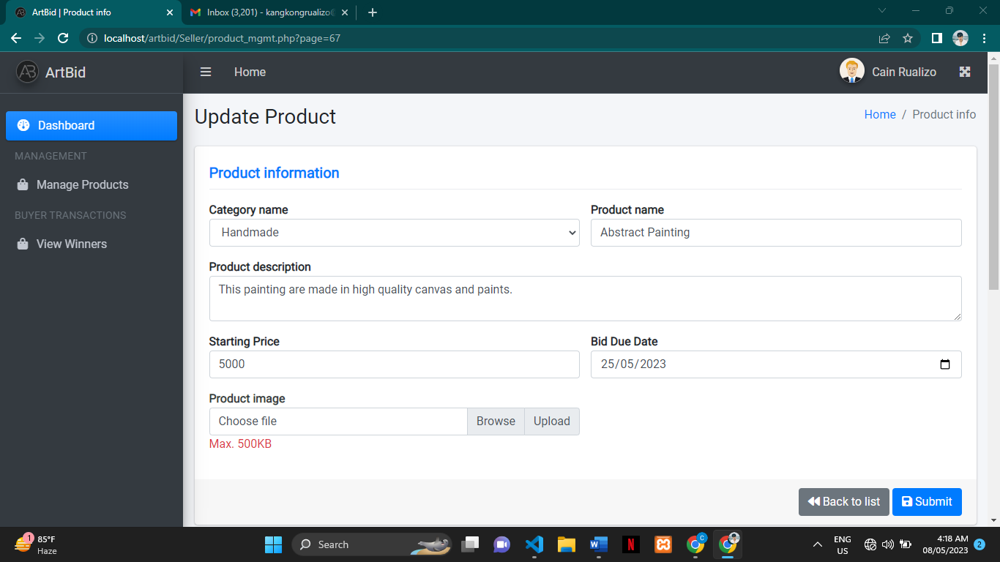 ArtBid | Product info
Inbox (3,201) - kangkongrualizo@
localhost/artbid/Seller/product_mgmt.php?page=67
AB ArtBid
Home
Cain Rualizo
Dashboard
MANAGEMENT
Manage Products
BUYER TRANSACTIONS
View Winners
Update Product
Home / Product info
Product information
Category name
Product name
Handmade
Abstract Painting
Product description
This painting are made in high quality canvas and paints.
Starting Price
Bid Due Date
5000
25/05/2023
Product image
Choose file
Browse
Upload
Max. 500KB
Back to list
Submit
1
85°F
Haze
Search
W
N
C
ENG
US
4:18 AM
08/05/2023
2